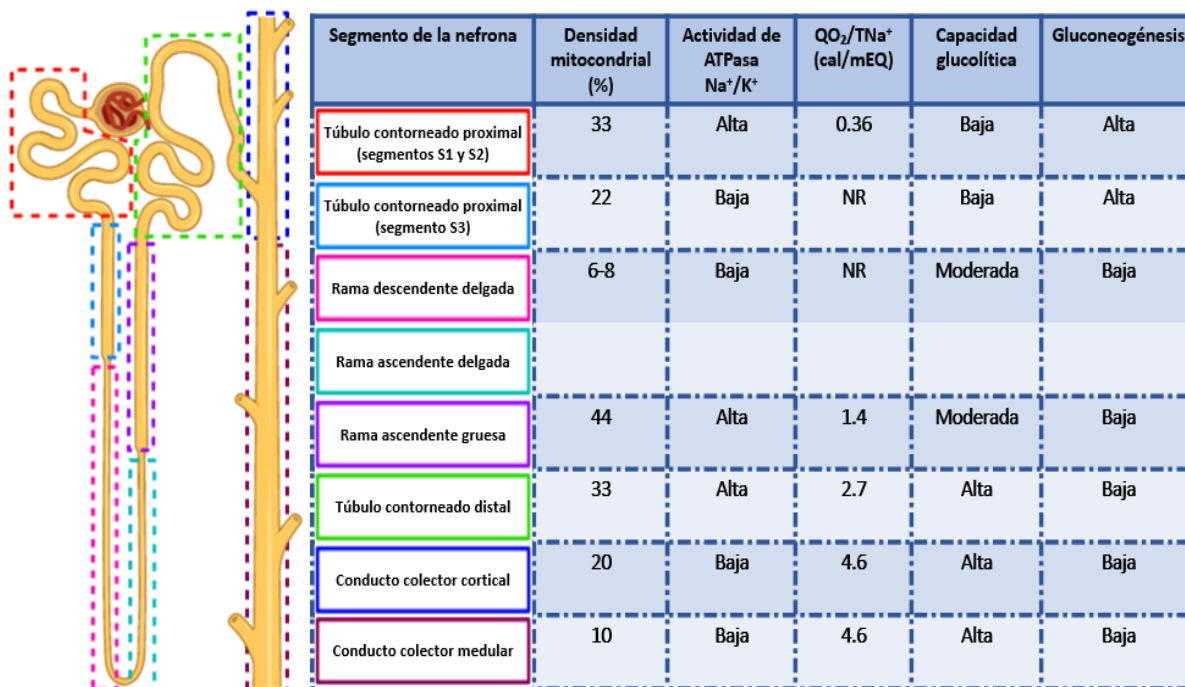 Segmento de la nefrona
Densidad
mitocondrial
(%)
Actividad de
ATPasa
Na⁺/K⁺
QO₂/TNa⁺
(cal/mEQ)
Capacidad
glucolítica
Gluconeogénesis
Túbulo contorneado proximal
(segmentos S1 y S2)
33
Alta
0.36
Baja
Alta
Túbulo contorneado proximal
(segmento S3)
22
Baja
NR
Baja
Alta
Rama descendente delgada
6-8
Baja
NR
Moderada
Baja
Rama ascendente delgada
Rama ascendente gruesa
44
Alta
1.4
Moderada
Baja
Túbulo contorneado distal
33
Alta
2.7
Alta
Baja
Conducto colector cortical
20
Baja
4.6
Alta
Baja
Conducto colector medular
10
Baja
4.6
Alta
Baja